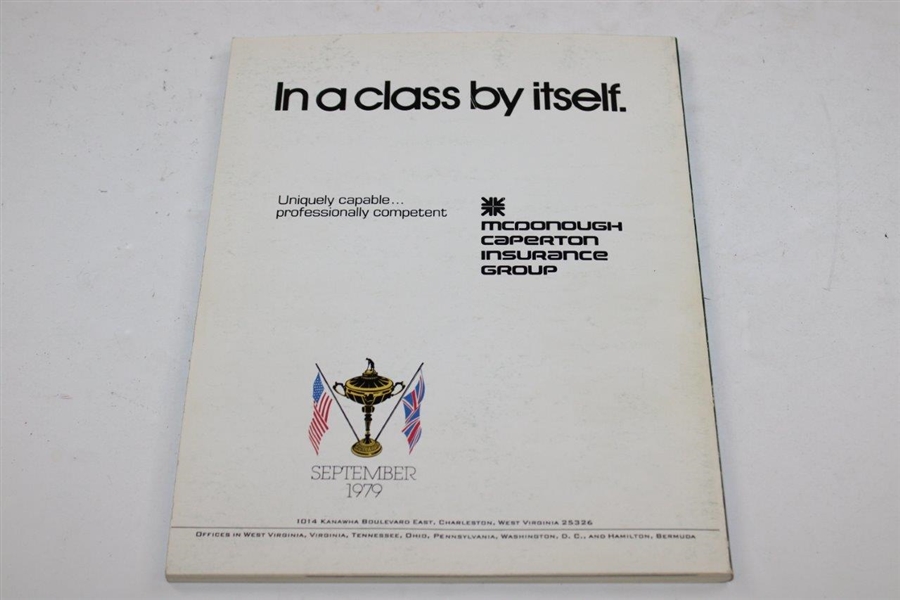 In a class by itself.
Uniquely capable...
professionally competent
MCDONOUGH
CAPERTON
INSURANCE
GROUP
SEPTEMBER
1979
1014 KANAWHA BOULEVARD EAST, CHARLESTON, WEST VIRGINIA 25326
OFFICES IN WEST VIRGINIA, VIRGINIA, TENNESSEE, OHIO, PENNSYLVANIA, WASHINGTON, D. C., AND HAMILTON, BERMUDA